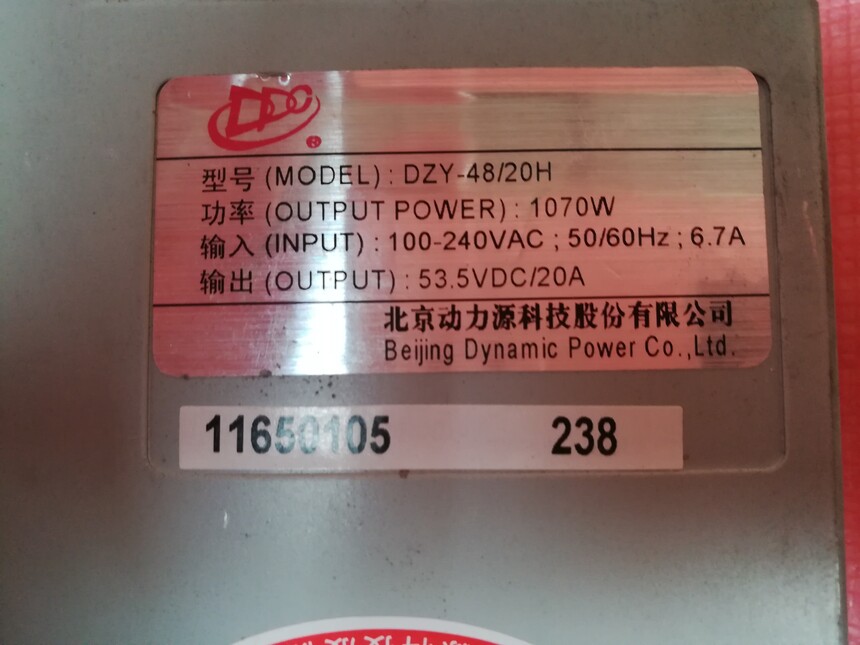 DPC ®
型号 (MODEL) : DZY-48/20H
功率 (OUTPUT POWER) : 1070W
输入 (INPUT) : 100-240VAC ; 50/60Hz ; 6.7A
输出 (OUTPUT) : 53.5VDC/20A
北京动力源科技股份有限公司
Beijing Dynamic Power Co.,Ltd.
11650105 238